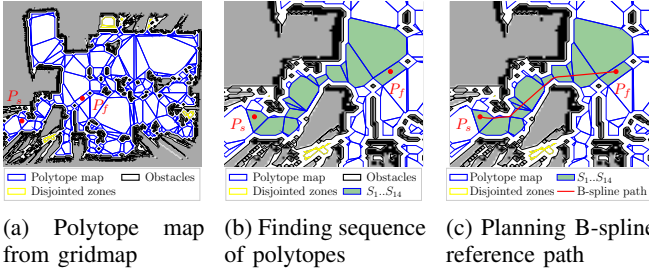 P_s
P_f
Polytope map
Obstacles
Disjointed zones
(a) Polytope map
from gridmap
P_s
P_f
Polytope map
Obstacles
Disjointed zones
S_1..S_14
(b) Finding sequence
of polytopes
P_s
P_f
Polytope map
S_1..S_14
Disjointed zones
B-spline path
(c) Planning B-spline
reference path